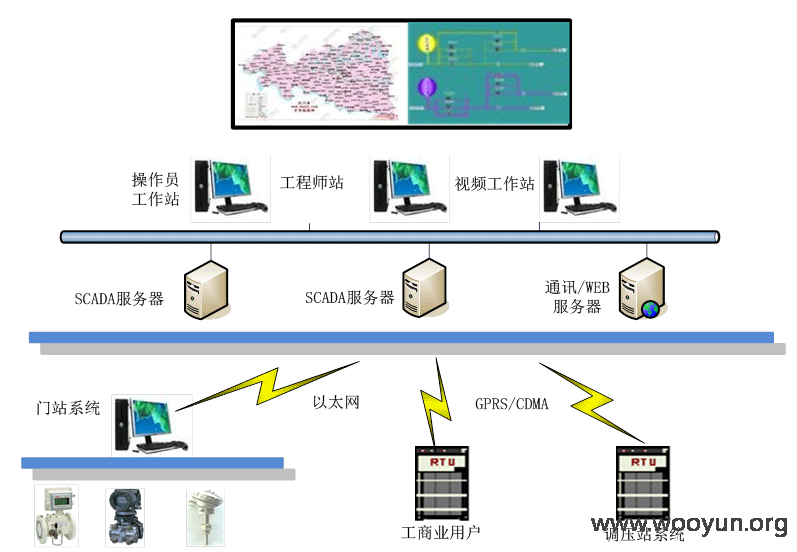 操作员
工作站
工程师站
视频工作站
SCADA服务器
SCADA服务器
通讯/WEB
服务器
门站系统
以太网
GPRS/CDMA
RTU
RTU
工商业用户
调压站系统
www.wooyun.org